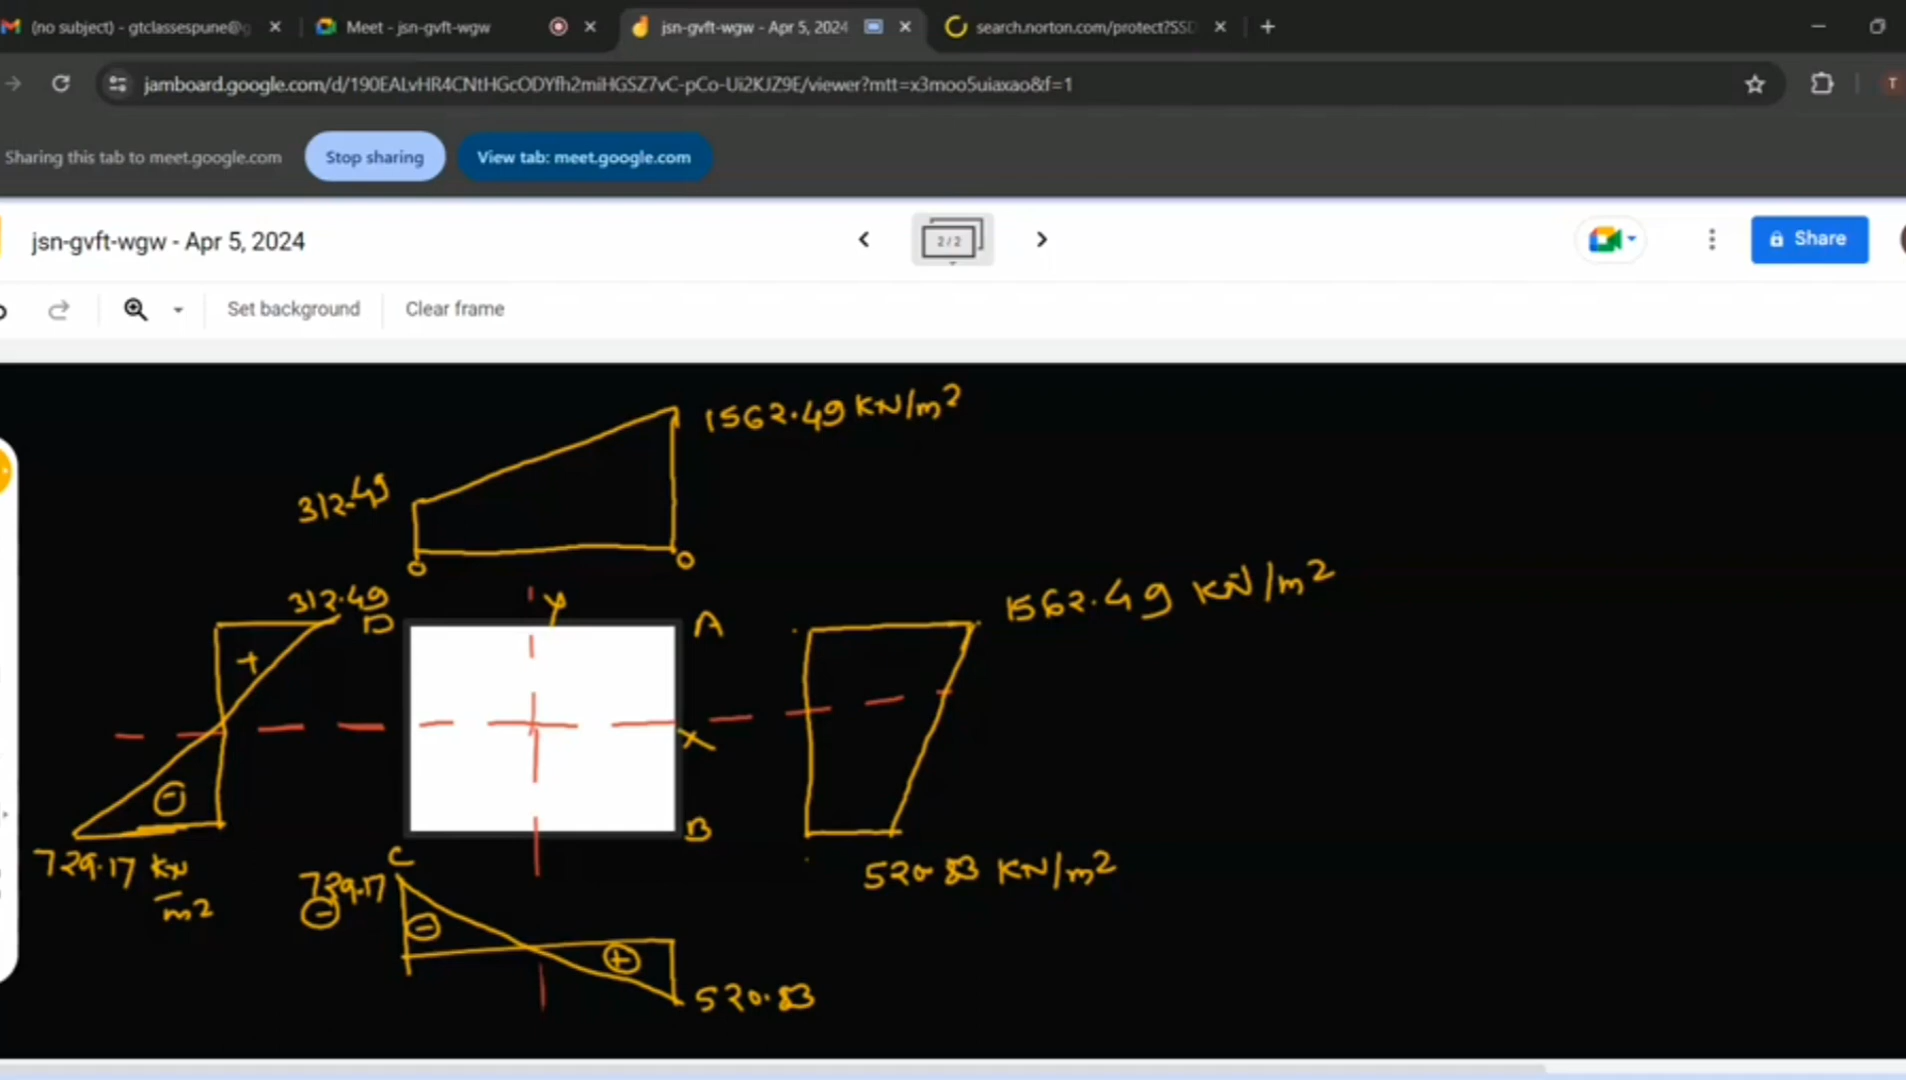 (no subject) - gtclassespune@g
Meet - jsn-gvft-wgw
jsn-gvft-wgw - Apr 5, 2024
search.norton.com/protect?SSD
jamboard.google.com/d/190EALvHR4CNtHGcODYfh2miHGSZ7vC-pCo-Ui2KJZ9E/viewer?mtt=x3moo5uiaxao&f=1
T
Sharing this tab to meet.google.com
Stop sharing
View tab: meet.google.com
jsn-gvft-wgw - Apr 5, 2024
2 / 2
Share
Set background
Clear frame
1562.49 KN/m2
312.49
0
0
312.49
D
Y
A
1562.49 KN/m2
+
X
-
B
729.17 KN/m2
C
729.17
-
-
+
520.83 KN/m2
520.83